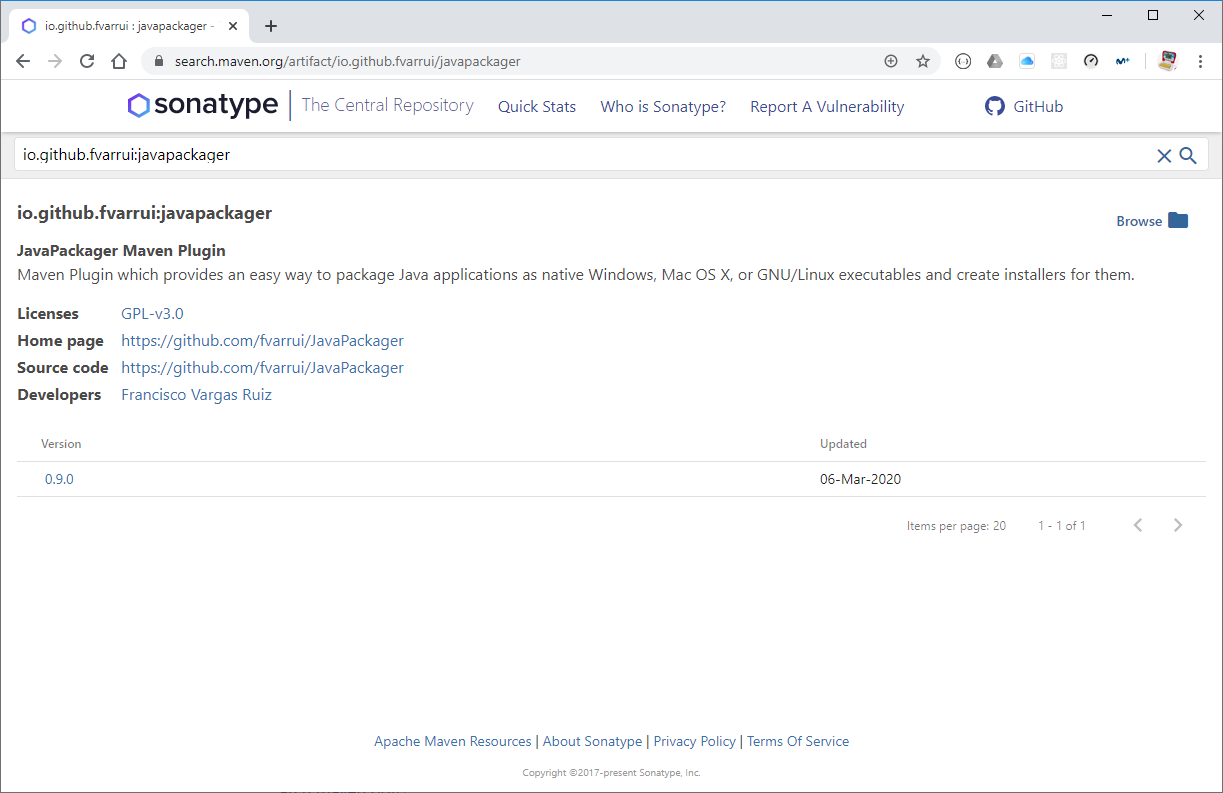 io.github.fvarrui : javapackager -
search.maven.org/artifact/io.github.fvarrui/javapackager
sonatype The Central Repository Quick Stats Who is Sonatype? Report A Vulnerability GitHub
io.github.fvarrui:javapackager
io.github.fvarrui:javapackager
Browse
JavaPackager Maven Plugin
Maven Plugin which provides an easy way to package Java applications as native Windows, Mac OS X, or GNU/Linux executables and create installers for them.
Licenses GPL-v3.0
Home page https://github.com/fvarrui/JavaPackager
Source code https://github.com/fvarrui/JavaPackager
Developers Francisco Vargas Ruiz
Version Updated
0.9.0 06-Mar-2020
Items per page: 20 1 - 1 of 1
Apache Maven Resources | About Sonatype | Privacy Policy | Terms Of Service
Copyright ©2017-present Sonatype, Inc.